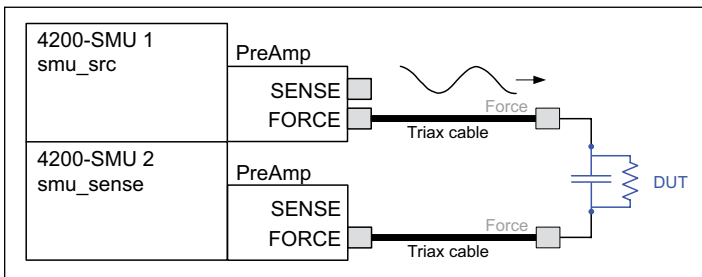 4200-SMU 1
smu_src
PreAmp
SENSE
FORCE
Force
Triax cable
4200-SMU 2
smu_sense
PreAmp
SENSE
FORCE
Force
Triax cable
DUT